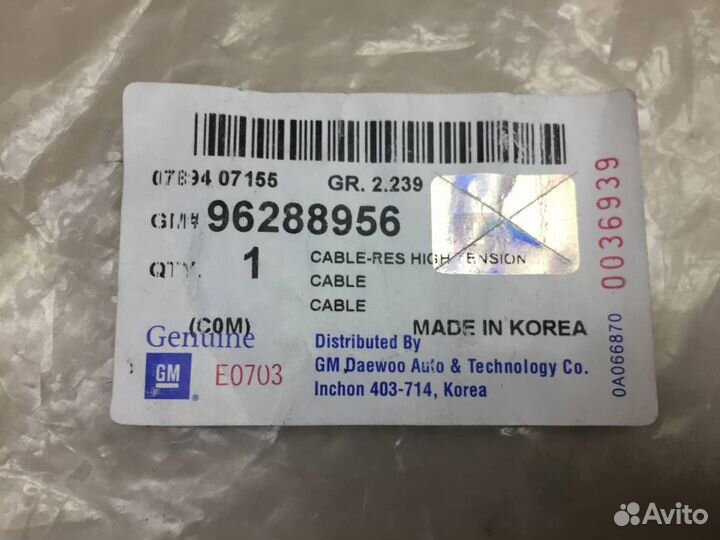 07B94 07155 GR. 2.239
GM# 96288956
QTY. 1 CABLE-RES HIGH TENSION
CABLE
CABLE
(C0M) MADE IN KOREA
Genuine
GM
E0703
Distributed By
GM Daewoo Auto & Technology Co.
Inchon 403-714, Korea
0036939
0A066870
Avito